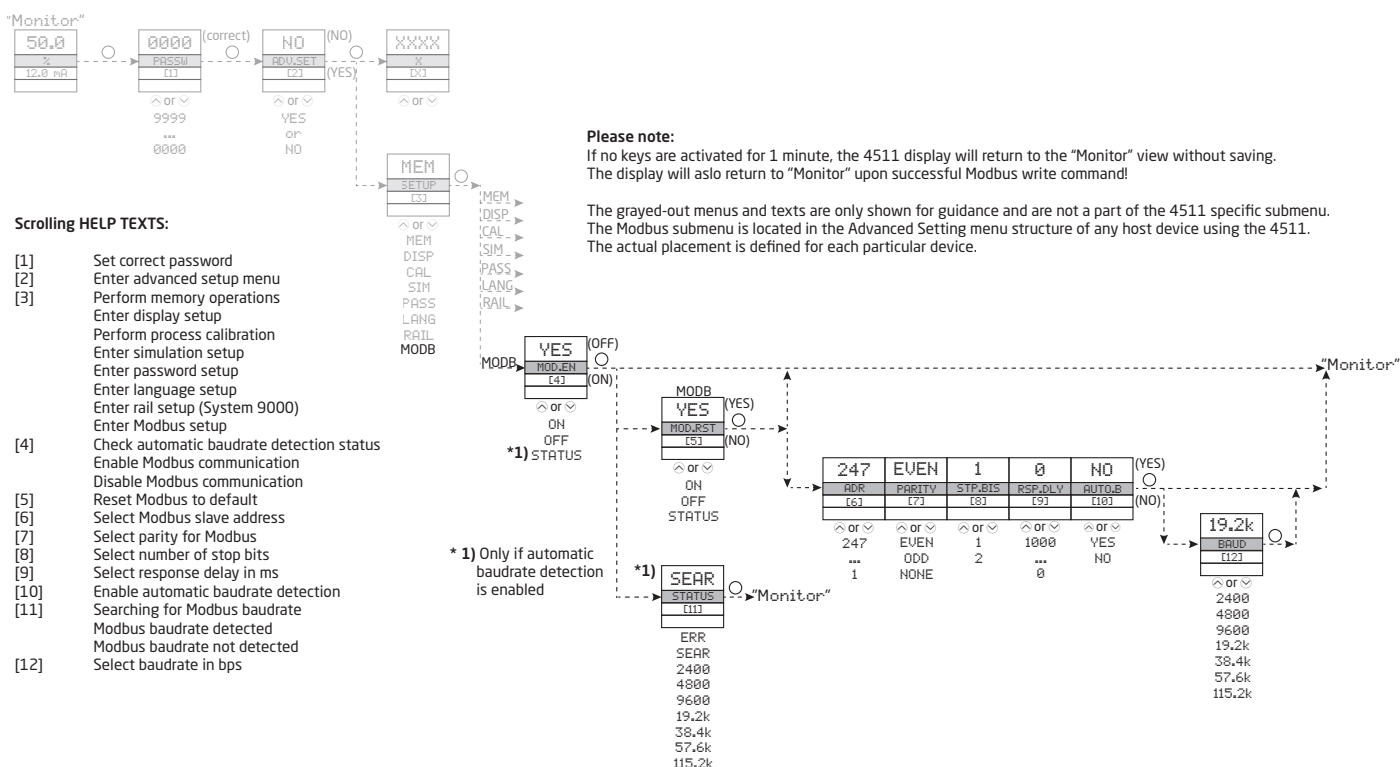 "Monitor"
50.0
%
12.0 mA
0000
PASSW
[1]
(correct)
NO
ADV.SET
[2]
(NO)
(YES)
XXXX
X
[X]
∧ or ∨
9999
...
0000
∧ or ∨
YES
or
NO
∧ or ∨
Please note:
If no keys are activated for 1 minute, the 4511 display will return to the “Monitor” view without saving.
The display will aslo return to “Monitor” upon successful Modbus write command!
The grayed-out menus and texts are only shown for guidance and are not a part of the 4511 specific submenu.
The Modbus submenu is located in the Advanced Setting menu structure of any host device using the 4511.
The actual placement is defined for each particular device.
MEM
SETUP
[3]
∧ or ∨
MEM
DISP
CAL
SIM
PASS
LANG
RAIL
MODB
MEM
DISP
CAL
SIM
PASS
LANG
RAIL
Scrolling HELP TEXTS:
[1] Set correct password
[2] Enter advanced setup menu
[3] Perform memory operations
Enter display setup
Perform process calibration
Enter simulation setup
Enter password setup
Enter language setup
Enter rail setup (System 9000)
Enter Modbus setup
[4] Check automatic baudrate detection status
Enable Modbus communication
Disable Modbus communication
[5] Reset Modbus to default
[6] Select Modbus slave address
[7] Select parity for Modbus
[8] Select number of stop bits
[9] Select response delay in ms
[10] Enable automatic baudrate detection
[11] Searching for Modbus baudrate
Modbus baudrate detected
Modbus baudrate not detected
[12] Select baudrate in bps
MODB
YES
MOD.EN
[4]
(OFF)
(ON)
∧ or ∨
ON
OFF
*1) STATUS
"Monitor"
MODB
YES
MOD.RST
[5]
(YES)
(NO)
∧ or ∨
ON
OFF
STATUS
247 EVEN 1 0 NO
ADR PARITY STP.BIS RSP.DLY AUTO.B
[6] [7] [8] [9] [10]
(YES)
(NO)
∧ or ∨ ∧ or ∨ ∧ or ∨ ∧ or ∨ ∧ or ∨
247 EVEN 1 1000 YES
... ODD 2 ... NO
1 NONE 0
19.2k
BAUD
[12]
∧ or ∨
2400
4800
9600
19.2k
38.4k
57.6k
115.2k
* 1) Only if automatic
baudrate detection
is enabled
*1)
SEAR
STATUS
[11]
"Monitor"
ERR
SEAR
2400
4800
9600
19.2k
38.4k
57.6k
115.2k